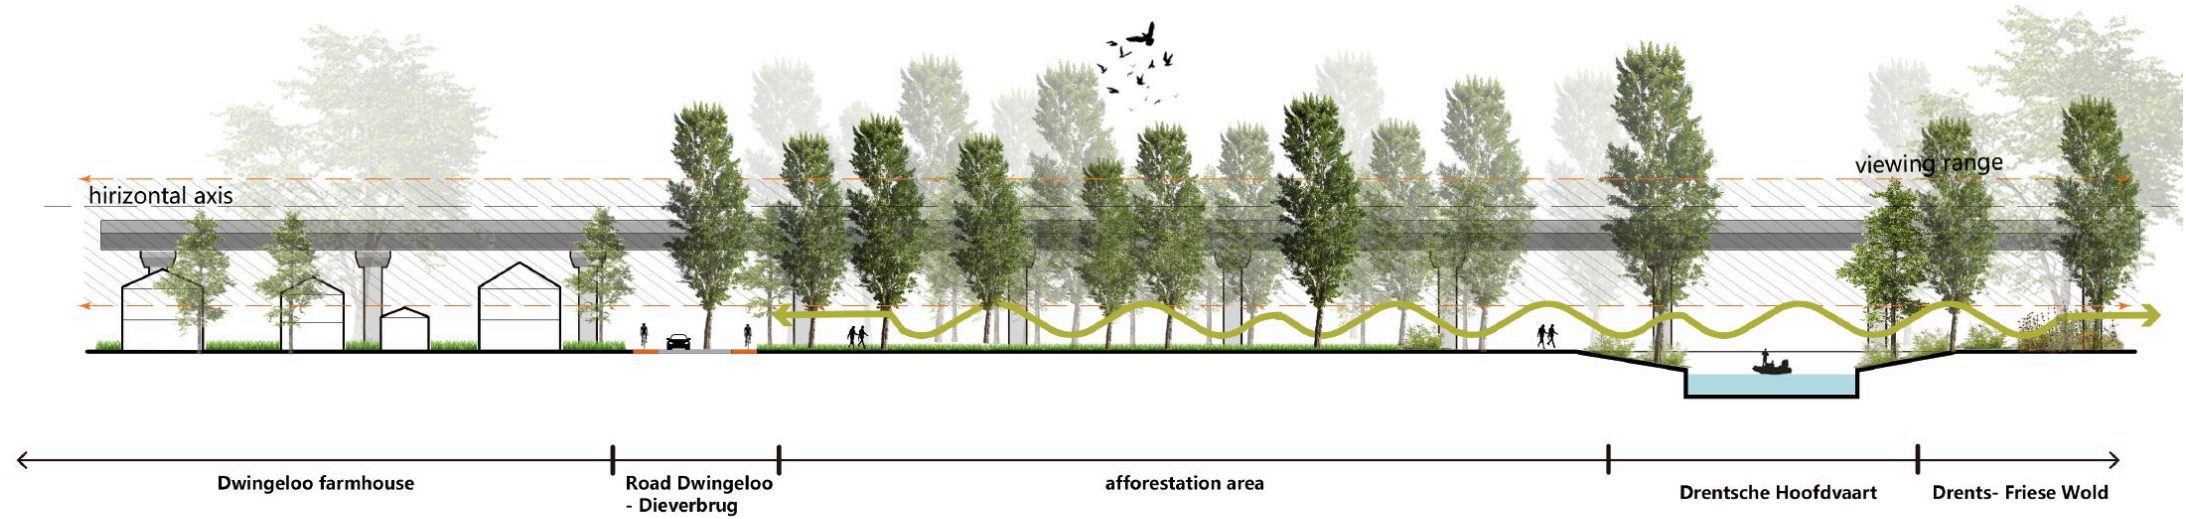 viewing range
hirizontal axis
Dwingeloo farmhouse
Road Dwingeloo
- Dieverbrug
afforestation area
Drentsche Hoofdvaart
Drents- Friese Wold